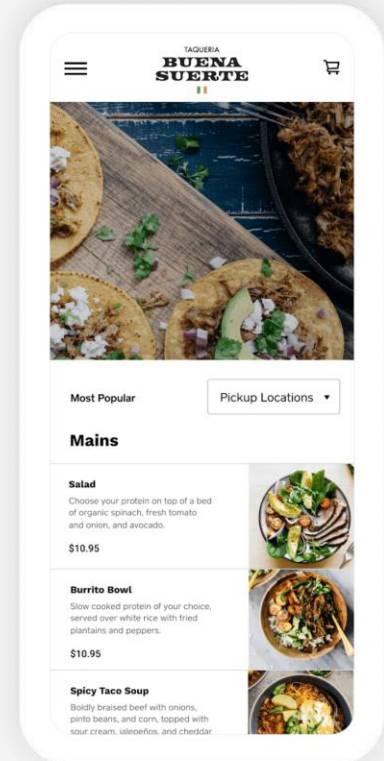 TAQUERIA
BUENA
SUERTE
Most Popular
Pickup Locations
Mains
Salad
Choose your protein on top of a bed
of organic spinach, fresh tomato
and onion, and avocado.
$10.95
Burrito Bowl
Slow cooked protein of your choice,
served over white rice with fried
plantains and peppers.
$10.95
Spicy Taco Soup
Boldly braised beef with onions,
pinto beans, and corn, topped with
sour cream, jalepeños, and cheddar